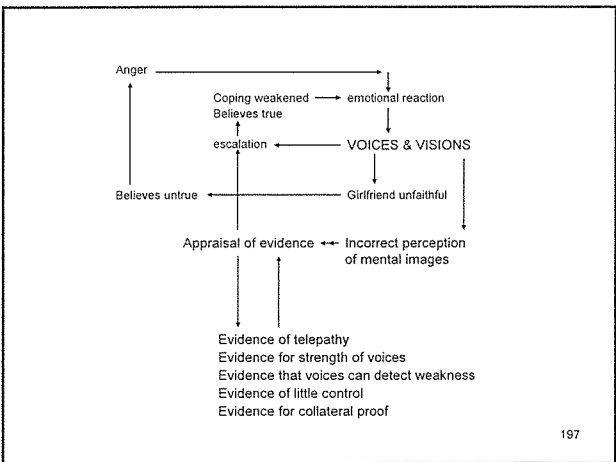 Anger
Coping weakened emotional reaction
Believes true
escalation VOICES & VISIONS
Believes untrue Girlfriend unfaithful
Appraisal of evidence Incorrect perception
of mental images
Evidence of telepathy
Evidence for strength of voices
Evidence that voices can detect weakness
Evidence of little control
Evidence for collateral proof
197